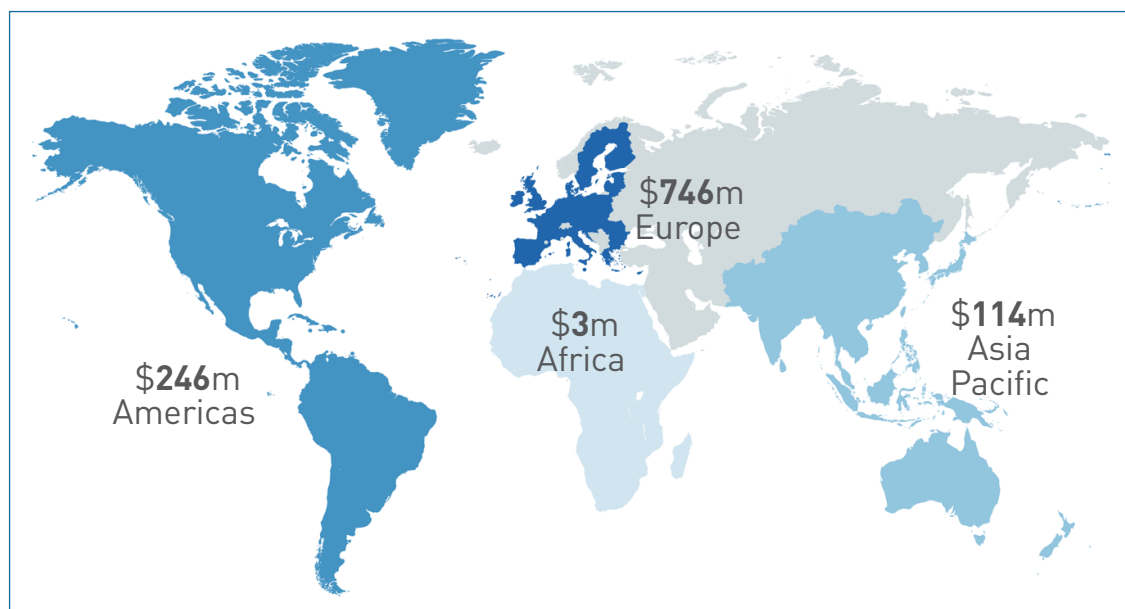 $746m
Europe
$3m
Africa
$114m
Asia
Pacific
$246m
Americas